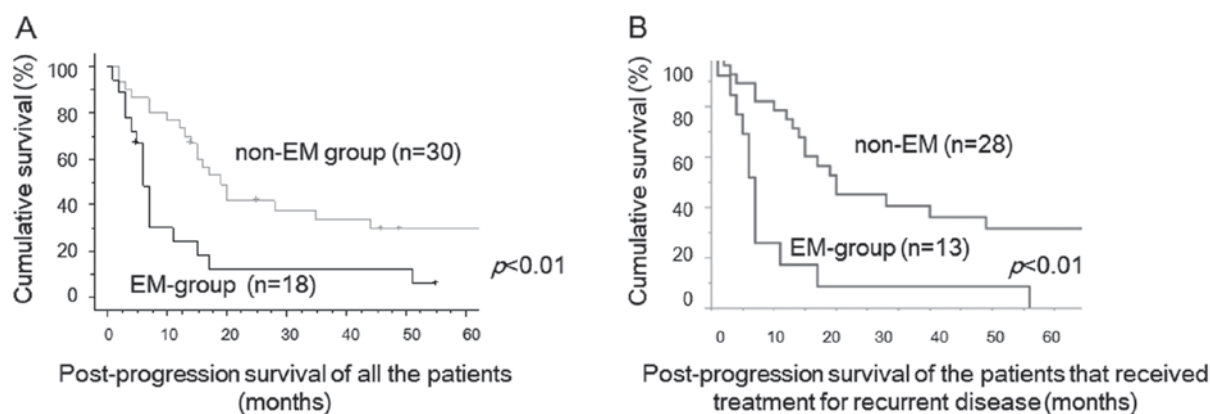 A
Cumulative survival (%)
100
80
60
40
20
0
non-EM group (n=30)
EM-group (n=18)
p<0.01
0 10 20 30 40 50 60
Post-progression survival of all the patients
(months)
B
Cumulative survival (%)
100
80
60
40
20
0
non-EM (n=28)
EM-group (n=13)
p<0.01
0 10 20 30 40 50 60
Post-progression survival of the patients that received
treatment for recurrent disease (months)